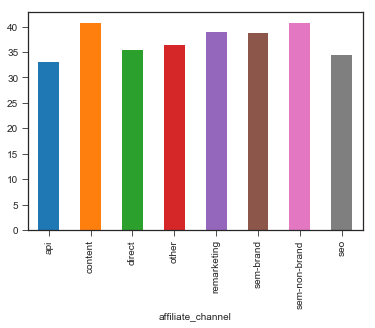 40
35
30
25
20
15
10
5
0
api
content
direct
other
remarketing
sem-brand
sem-non-brand
seo
affiliate_channel